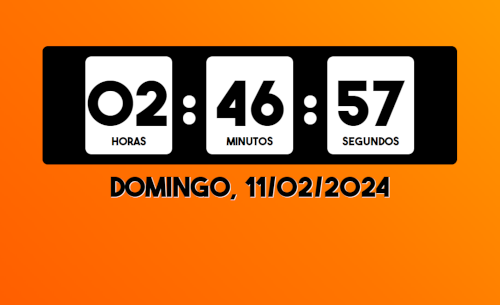 02 : 46 : 57
HORAS MINUTOS SEGUNDOS
DOMINGO, 11/02/2024